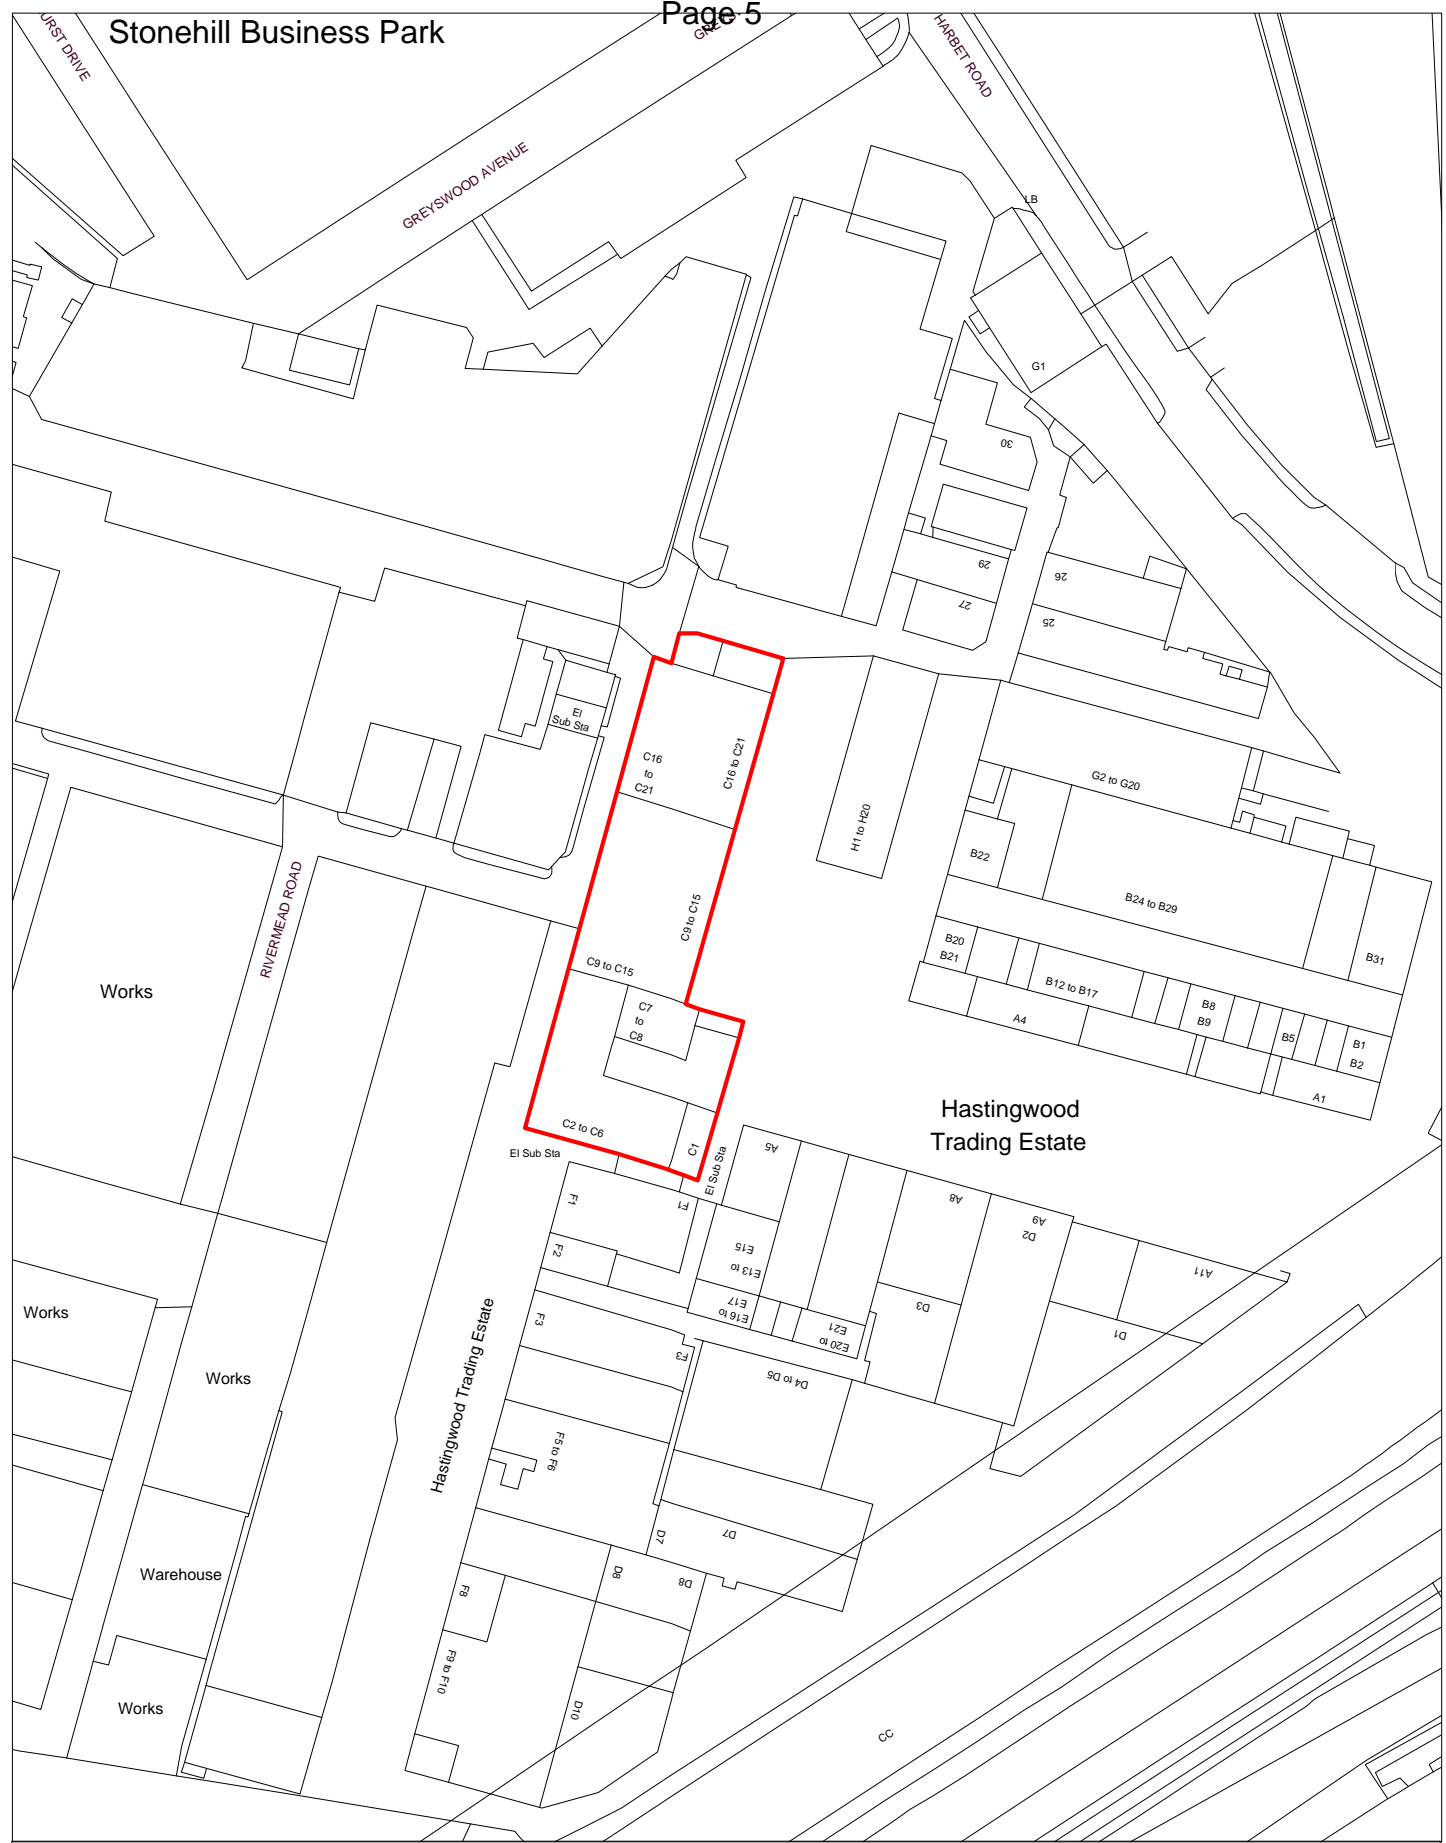 Page 5
Stonehill Business Park
URST DRIVE
GREYSWOOD AVENUE
HARBET ROAD
LB
G1
30
29
27
26
25
El
Sub Sta
C16
to
C21
C16 to C21
H1 to H20
G2 to G20
B22
B24 to B29
B31
RIVERMEAD ROAD
C9 to C15
C9 to C15
B20
B21
B12 to B17
B8
B9
B5
B1
B2
A4
A1
Works
C7
to
C8
Hastingwood
Trading Estate
C2 to C6
C1
El Sub Sta
El Sub Sta
A5
A8
A9
D2
A11
F1
F1
F2
E15
E13 to
E17
E16 to
E21
E20 to
D3
D1
Works
F3
F3
Hastingwood Trading Estate
D4 to D5
Works
F5 to F6
D7
D7
Warehouse
D8
D8
F8
F9 to F10
D10
Works
CC